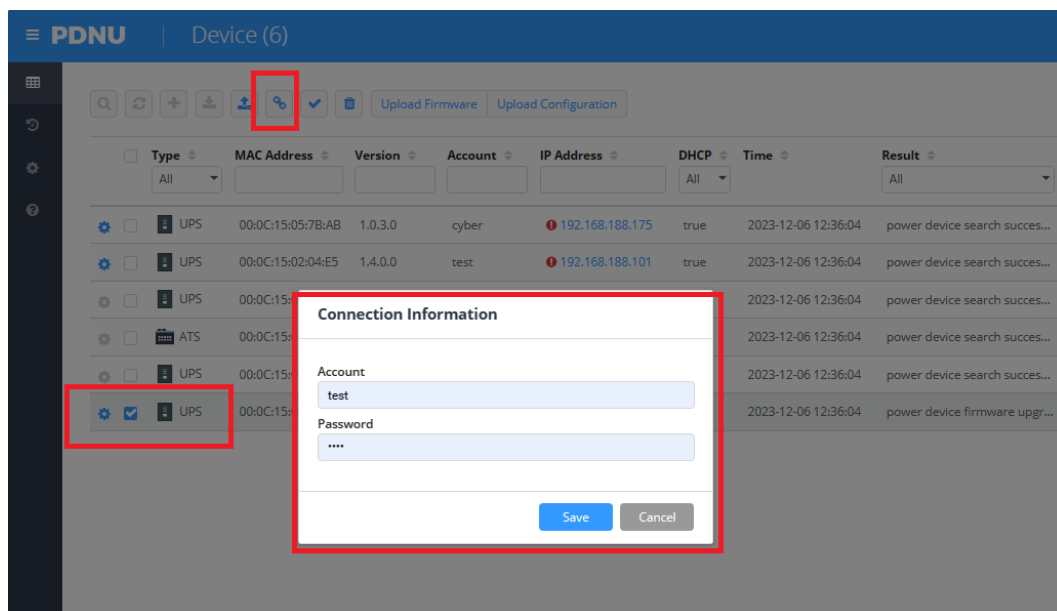 PDNU | Device (6)
Upload Firmware Upload Configuration
Type MAC Address Version Account IP Address DHCP Time Result
All All All
UPS 00:0C:15:05:7B:AB 1.0.3.0 cyber 192.168.188.175 true 2023-12-06 12:36:04 power device search succes...
UPS 00:0C:15:02:04:E5 1.4.0.0 test 192.168.188.101 true 2023-12-06 12:36:04 power device search succes...
UPS 00:0C:15: 2023-12-06 12:36:04 power device search succes...
ATS 00:0C:15: 2023-12-06 12:36:04 power device search succes...
UPS 00:0C:15: 2023-12-06 12:36:04 power device search succes...
UPS 00:0C:15: 2023-12-06 12:36:04 power device firmware upgr...
Connection Information
Account
test
Password
••••
Save Cancel